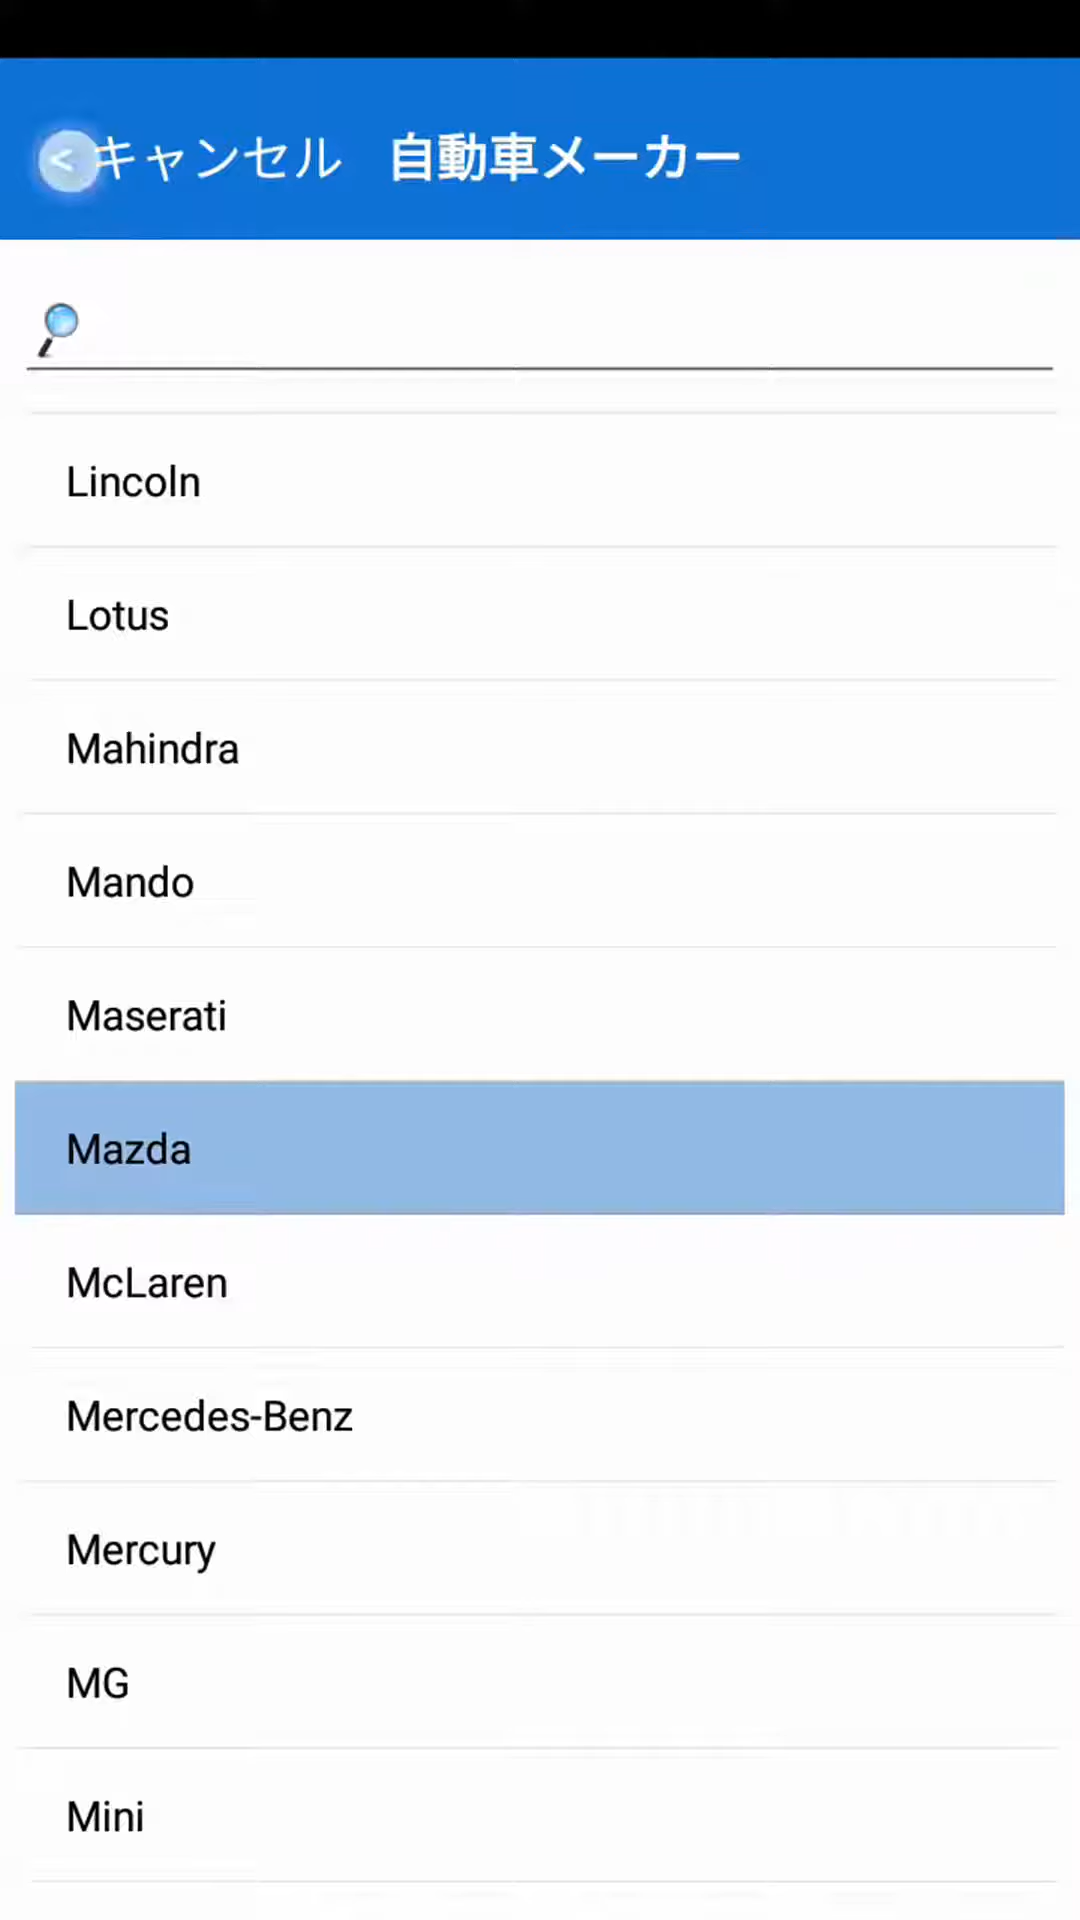 < キャンセル 自動車メーカー
Lincoln
Lotus
Mahindra
Mando
Maserati
Mazda
McLaren
Mercedes-Benz
Mercury
MG
Mini